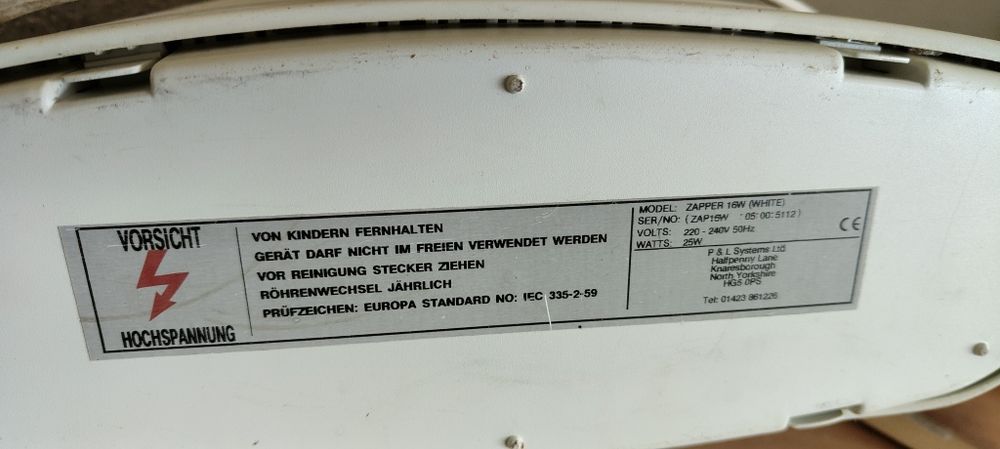 VORSICHT
HOCHSPANNUNG
VON KINDERN FERNHALTEN
GERÄT DARF NICHT IM FREIEN VERWENDET WERDEN
VOR REINIGUNG STECKER ZIEHEN
RÖHRENWECHSEL JÄHRLICH
PRÜFZEICHEN: EUROPA STANDARD NO: IEC 335-2-59
MODEL: ZAPPER 16W (WHITE)
SER/NO: (ZAP16W 05:00:5112)
VOLTS: 220 - 240V 50Hz
WATTS: 25W
CE
P & L Systems Ltd
Halfpenny Lane
Knaresborough
North Yorkshire
HG5 0PS
Tel: 01423 861226